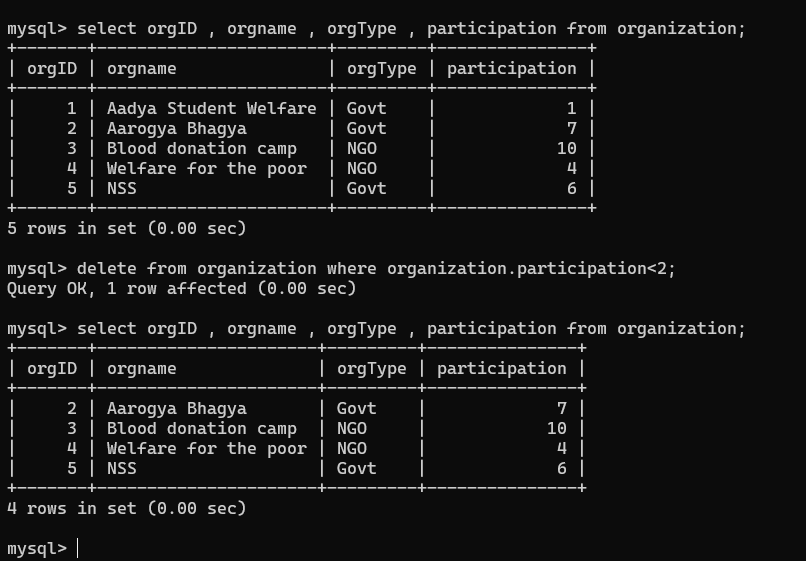 mysql> select orgID , orgname , orgType , participation from organization;
+-------+-----------------------+---------+---------------+
| orgID | orgname               | orgType | participation |
+-------+-----------------------+---------+---------------+
|     1 | Aadya Student Welfare | Govt    |             1 |
|     2 | Aarogya Bhagya        | Govt    |             7 |
|     3 | Blood donation camp   | NGO     |            10 |
|     4 | Welfare for the poor  | NGO     |             4 |
|     5 | NSS                   | Govt    |             6 |
+-------+-----------------------+---------+---------------+
5 rows in set (0.00 sec)
mysql> delete from organization where organization.participation<2;
Query OK, 1 row affected (0.00 sec)
mysql> select orgID , orgname , orgType , participation from organization;
+-------+----------------------+---------+---------------+
| orgID | orgname              | orgType | participation |
+-------+----------------------+---------+---------------+
|     2 | Aarogya Bhagya       | Govt    |             7 |
|     3 | Blood donation camp  | NGO     |            10 |
|     4 | Welfare for the poor | NGO     |             4 |
|     5 | NSS                  | Govt    |             6 |
+-------+----------------------+---------+---------------+
4 rows in set (0.00 sec)
mysql>